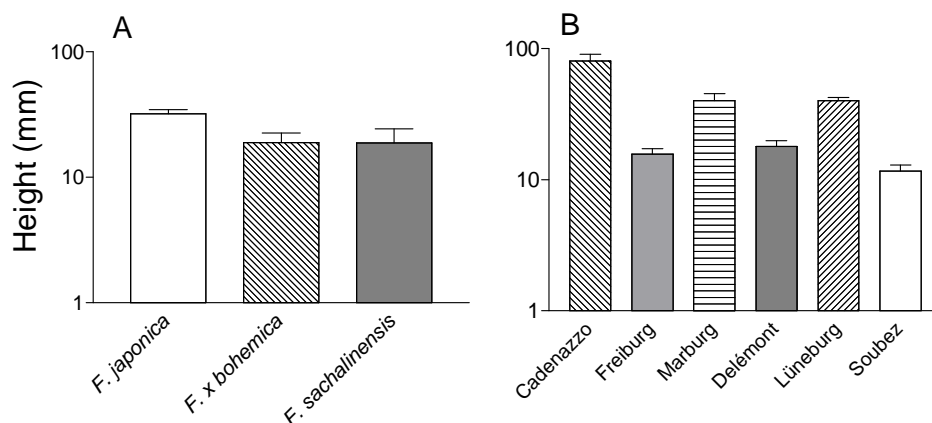 A
Height (mm)
100
10
1
F. japonica
F. x bohemica
F. sachalinensis
B
100
10
1
Cadenazzo
Freiburg
Marburg
Delémont
Lüneburg
Soubez